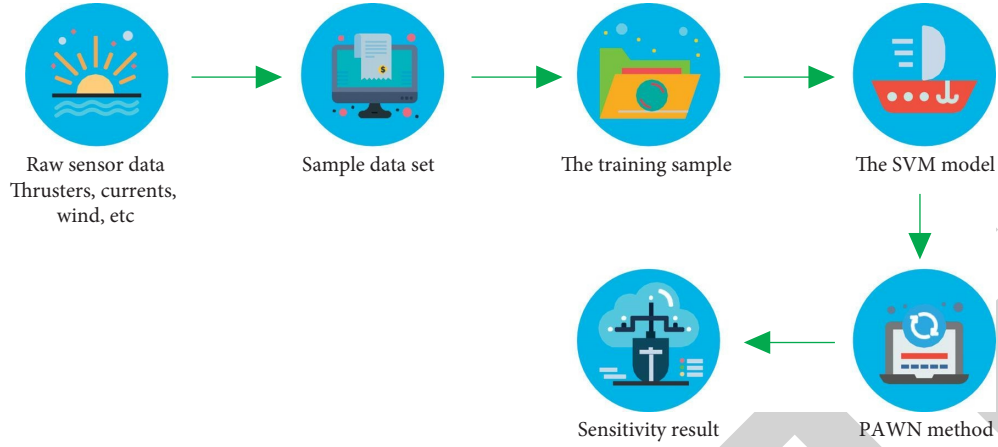 Raw sensor data
Thrusters, currents,
wind, etc
Sample data set
The training sample
The SVM model
Sensitivity result
PAWN method